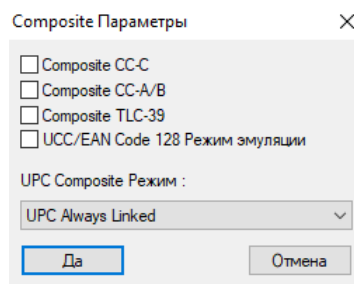 Composite Параметры
Composite CC-C
Composite CC-A/B
Composite TLC-39
UCC/EAN Code 128 Режим эмуляции
UPC Composite Режим :
UPC Always Linked
Да
Отмена